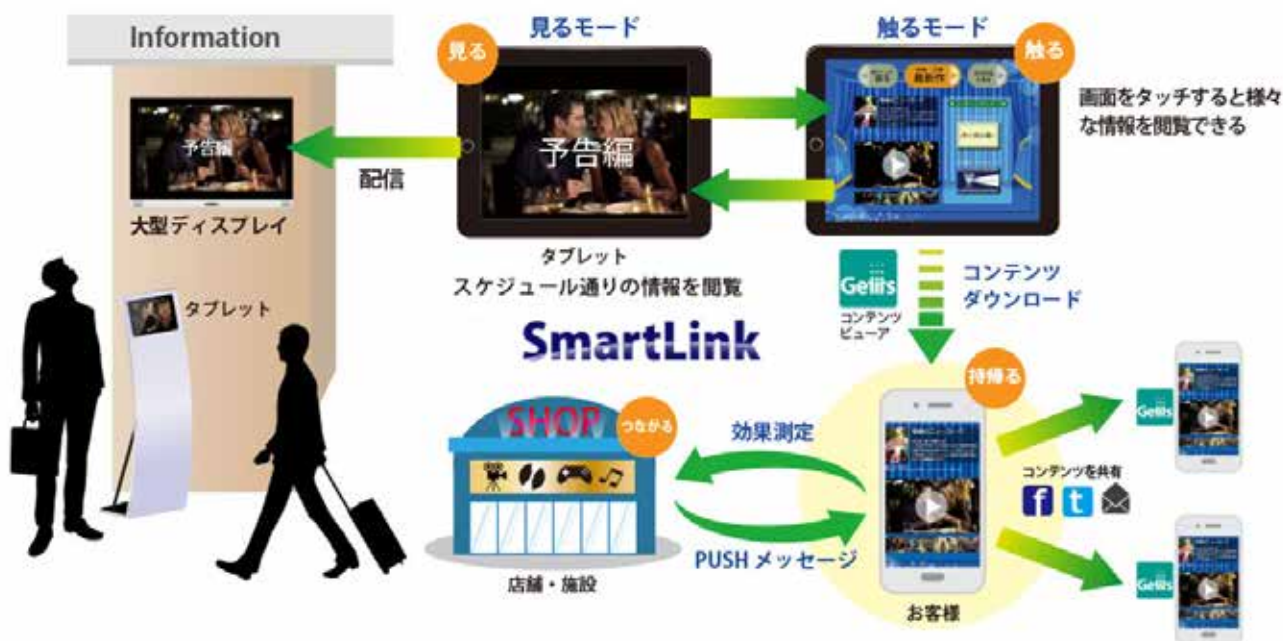 Information
予告編
大型ディスプレイ
タブレット
配信
見るモード
見る
予告編
タブレット
スケジュール通りの情報を閲覧
触るモード
触る
最新作
画面をタッチすると様々
な情報を閲覧できる
SmartLink
コンテンツ
ビューア
コンテンツ
ダウンロード
SHOP
つながる
店舗・施設
効果測定
PUSH メッセージ
持帰る
お客様
コンテンツを共有
f
t